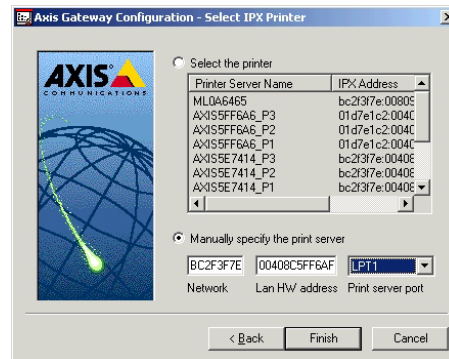 Axis Gateway Configuration - Select IPX Printer
AXIS
COMMUNICATIONS
Select the printer
Printer Server Name IPX Address
ML0A6465 bc2f3f7e:00809
AXIS5FF6A6_P3 01d7e1c2:0040
AXIS5FF6A6_P2 01d7e1c2:0040
AXIS5FF6A6_P1 01d7e1c2:0040
AXIS5E7414_P3 bc2f3f7e:00408
AXIS5E7414_P2 bc2f3f7e:00408
AXIS5E7414_P1 bc2f3f7e:00408
Manually specify the print server
BC2F3F7E 00408C5FF6AF LPT1
Network Lan HW address Print server port
< Back Finish Cancel